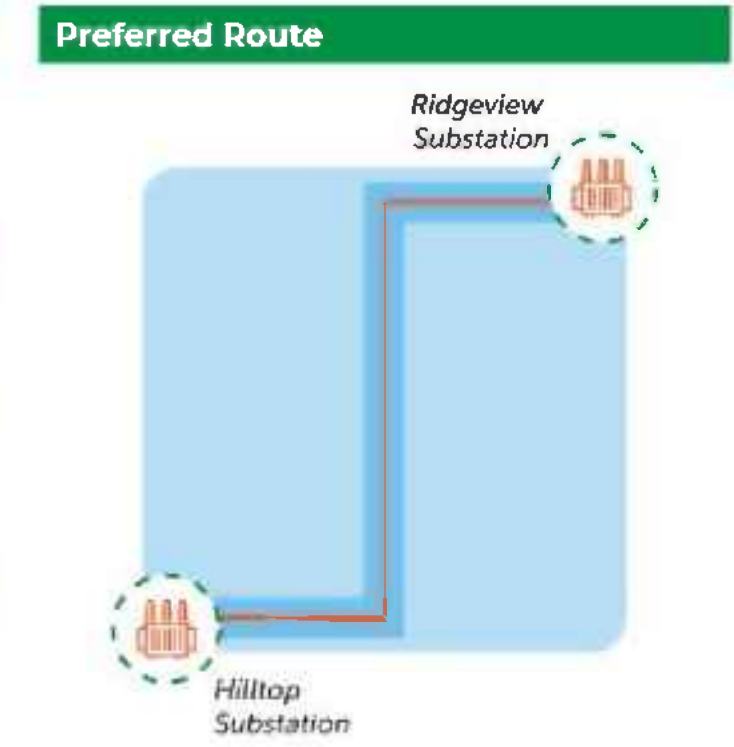 Preferred Route
Ridgeview
Substation
Hilltop
Substation